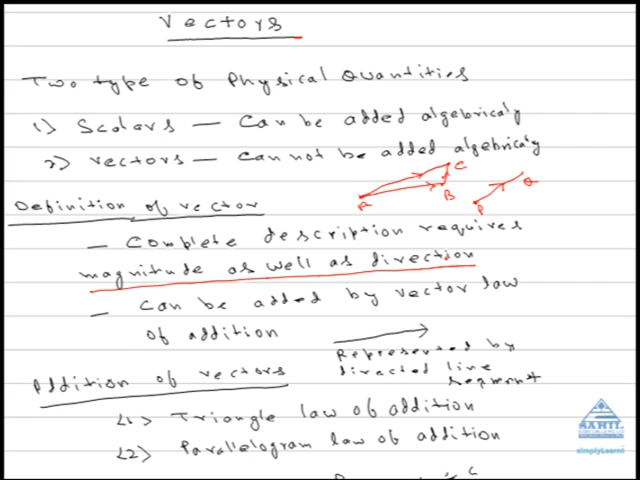 Vectors
Two type of Physical Quantities
1) Scalars — Can be added algebricaly
2) vectors — Can not be added algebricaly
A B C P Q
Definition of vector
— Complete description requires
magnitude as well as direction
— Can be added by vector law
of addition
Represented by
directed line
segment
Addition of vectors
(1) Triangle law of addition
(2) Parallelogram law of addition
SAHIL
simplyLearn!